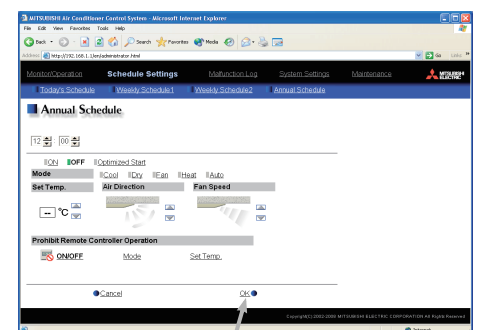 MITSUBISHI Air Conditioner Control System - Microsoft Internet Explorer
File Edit View Favorites Tools Help
Back Search Favorites Media
Address http://192.168.1.1/en/administrator.html Go Links
Monitor/Operation Schedule Settings Malfunction Log System Settings Maintenance MITSUBISHI ELECTRIC
Today's Schedule Weekly Schedule1 Weekly Schedule2 Annual Schedule
Annual Schedule
12 : 00
ON OFF Optimized Start
Mode Cool Dry Fan Heat Auto
Set Temp. Air Direction Fan Speed
-- °C
Prohibit Remote Controller Operation
ON/OFF Mode Set Temp.
Cancel OK
Copyright(C) 2002-2008 MITSUBISHI ELECTRIC CORPORATION All Rights Reserved
Internet